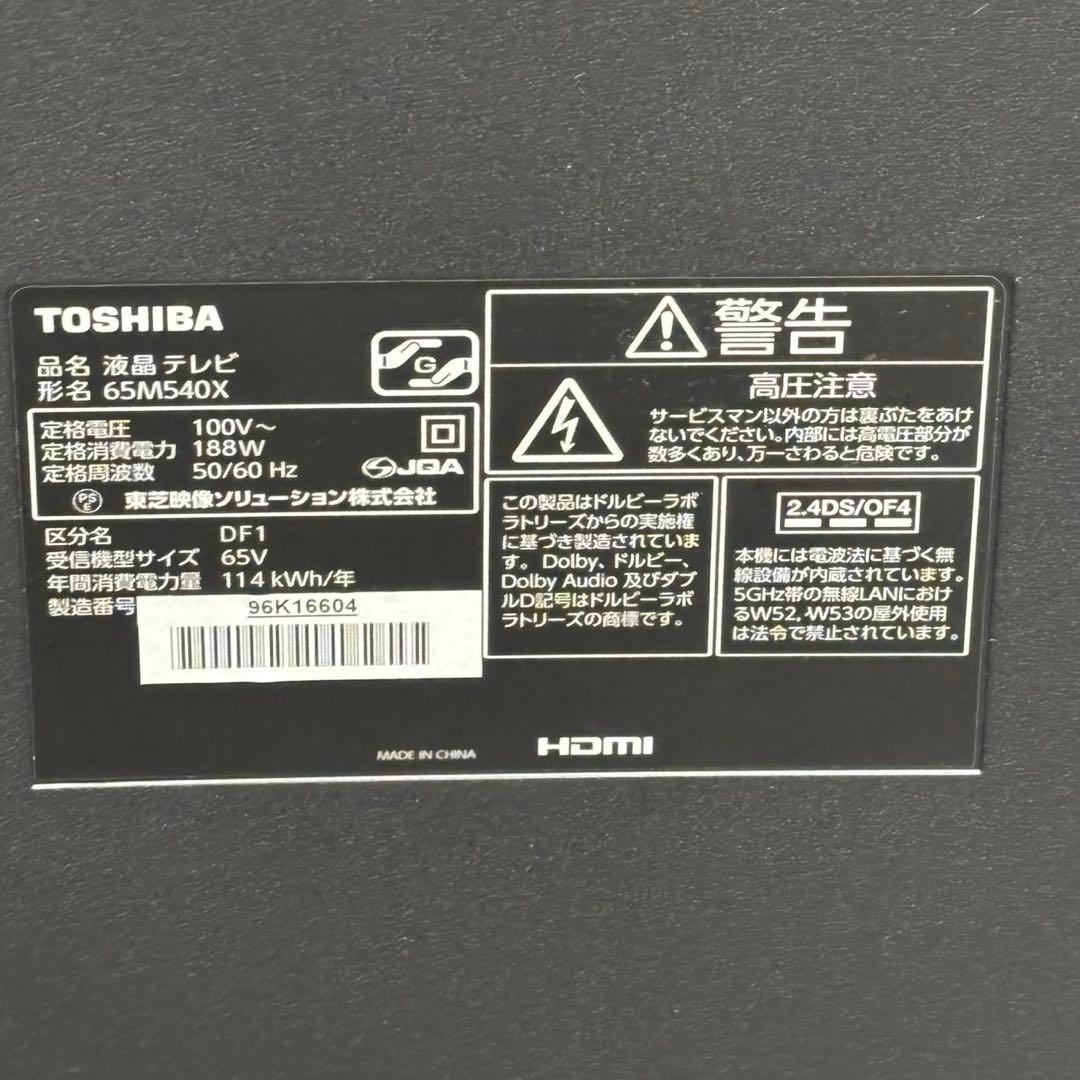 TOSHIBA
品名 液晶テレビ
形名 65M540X
G
定格電圧 100V～
定格消費電力 188W
定格周波数 50/60 Hz
JQA
PS
E
東芝映像ソリューション株式会社
区分名 DF1
受信機型サイズ 65V
年間消費電力量 114 kWh/年
製造番号
96K16604
MADE IN CHINA
警告
高圧注意
サービスマン以外の方は裏ぶたをあけ
ないでください。内部には高電圧部分が
数多くあり、万一さわると危険です。
この製品はドルビーラボ
ラトリーズからの実施権
に基づき製造されていま
す。Dolby、ドルビー、
Dolby Audio 及びダブ
ルD記号はドルビーラボ
ラトリーズの商標です。
2.4DS/OF4
本機には電波法に基づく無
線設備が内蔵されています。
5GHz帯の無線LANにおけ
るW52, W53の屋外使用
は法令で禁止されています。
HDMI